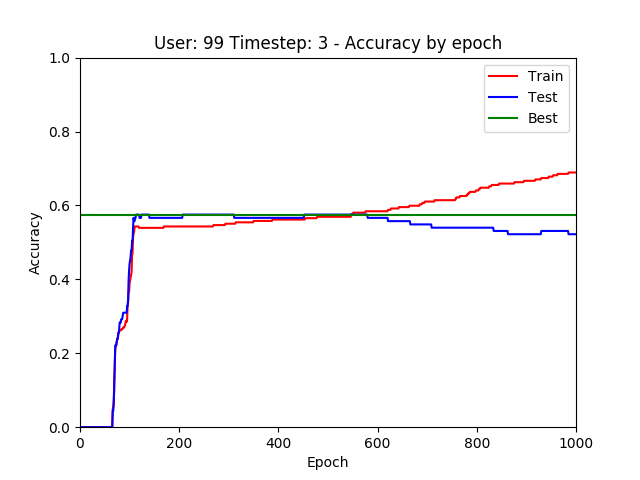 User: 99 Timestep: 3 - Accuracy by epoch
1.0
0.8
0.6
0.4
0.2
0.0
Accuracy
Train
Test
Best
0 200 400 600 800 1000
Epoch